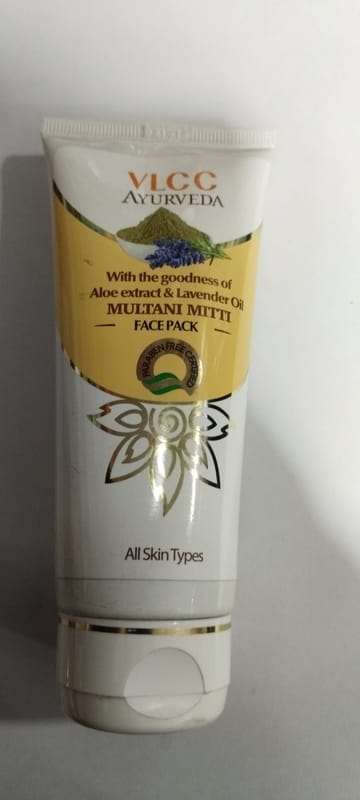 VLCC
AYURVEDA
With the goodness of
Aloe extract & Lavender Oil
MULTANI MITTI
FACE PACK
PARABEN FREE CERTIFIED
All Skin Types